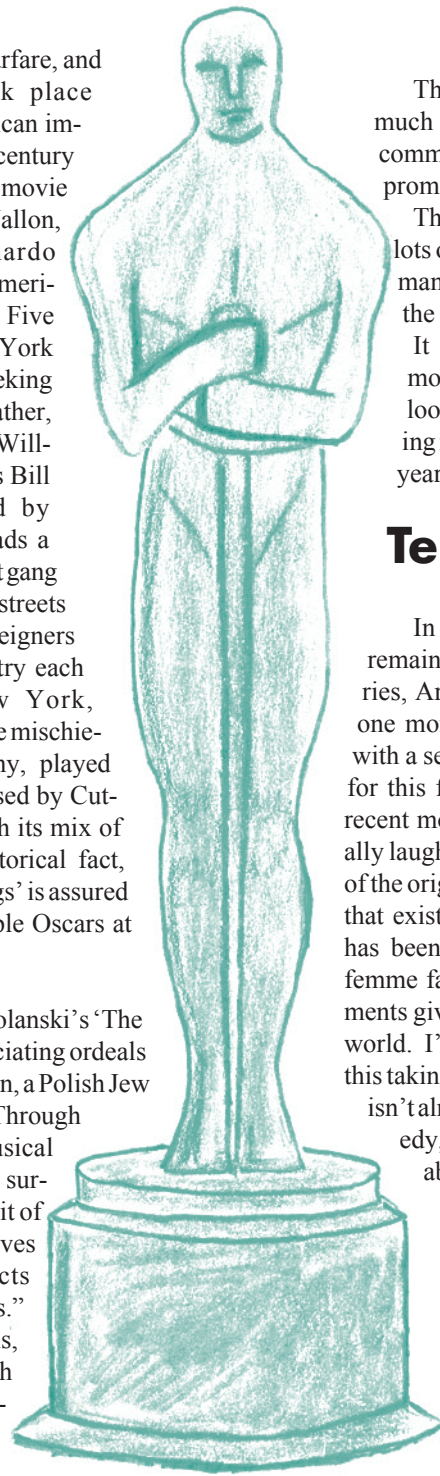 rfare, and
k place
can im-
century
movie
allon,
ardo
meri-
Five
York
eking
ather,
Will-
s Bill
d by
ads a
t gang
streets
eigners
try each
w York,
e mischie-
ny, played
sed by Cut-
h its mix of
torical fact,
gs’ is assured
ple Oscars at
olanski’s ‘The
ciating ordeals
n, a Polish Jew
Through
usical
sur-
it of
ves
cts
s.”
s,
h
-
Th
much
comm
prom
Th
lots o
man
the
It
mo
loo
ing
year
Te
In
remain
ries, An
one mo
with a se
for this f
recent mo
ally laugh
of the orig
that exist
has been
femme fa
ments giv
world. I’
this taking
isn’t alr
edy,
ab